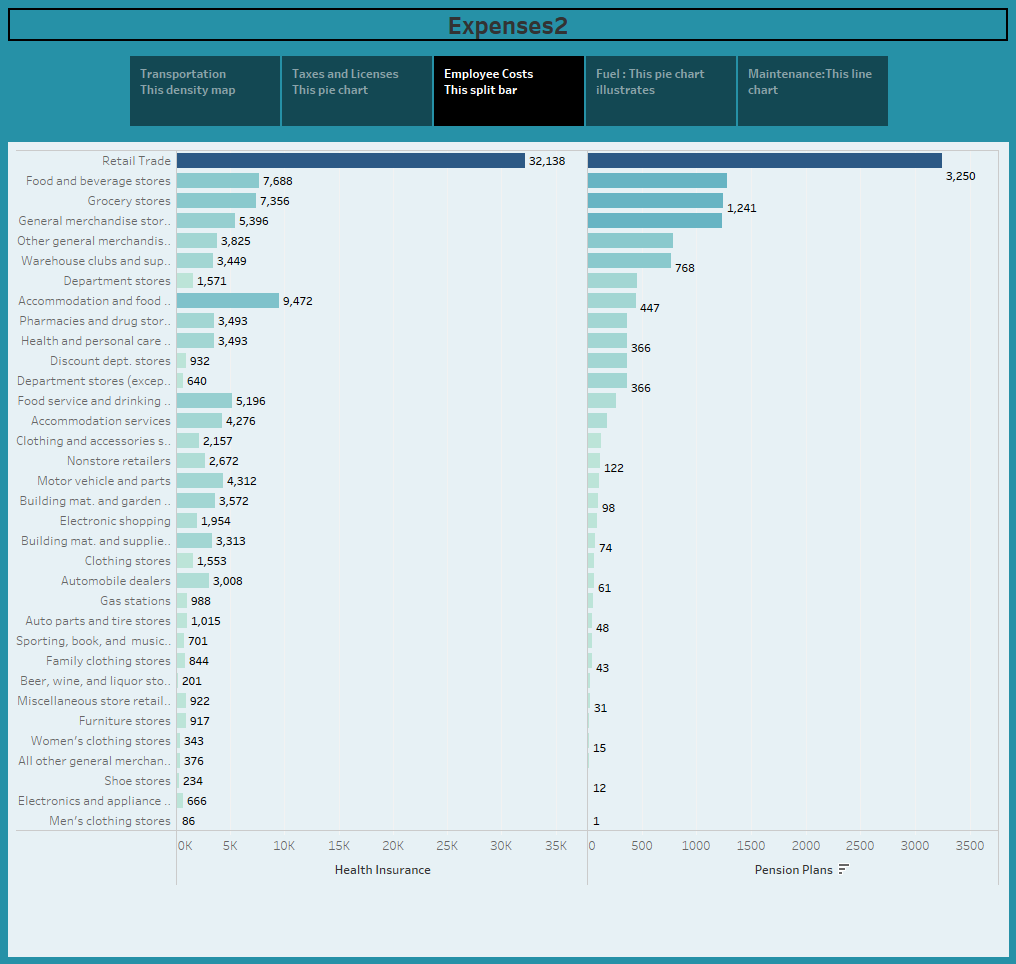 Expenses2
Transportation
This density map
Taxes and Licenses
This pie chart
Employee Costs
This split bar
Fuel : This pie chart
illustrates
Maintenance:This line
chart
Retail Trade 32,138 3,250
Food and beverage stores 7,688
Grocery stores 7,356 1,241
General merchandise stor.. 5,396
Other general merchandis.. 3,825
Warehouse clubs and sup.. 3,449 768
Department stores 1,571
Accommodation and food .. 9,472 447
Pharmacies and drug stor.. 3,493
Health and personal care .. 3,493 366
Discount dept. stores 932
Department stores (excep.. 640 366
Food service and drinking .. 5,196
Accommodation services 4,276
Clothing and accessories s.. 2,157
Nonstore retailers 2,672 122
Motor vehicle and parts 4,312
Building mat. and garden .. 3,572 98
Electronic shopping 1,954
Building mat. and supplie.. 3,313 74
Clothing stores 1,553
Automobile dealers 3,008 61
Gas stations 988
Auto parts and tire stores 1,015 48
Sporting, book, and music.. 701
Family clothing stores 844 43
Beer, wine, and liquor sto.. 201
Miscellaneous store retail.. 922 31
Furniture stores 917
Women's clothing stores 343 15
All other general merchan.. 376
Shoe stores 234 12
Electronics and appliance .. 666
Men's clothing stores 86 1
0K 5K 10K 15K 20K 25K 30K 35K 0 500 1000 1500 2000 2500 3000 3500
Health Insurance Pension Plans